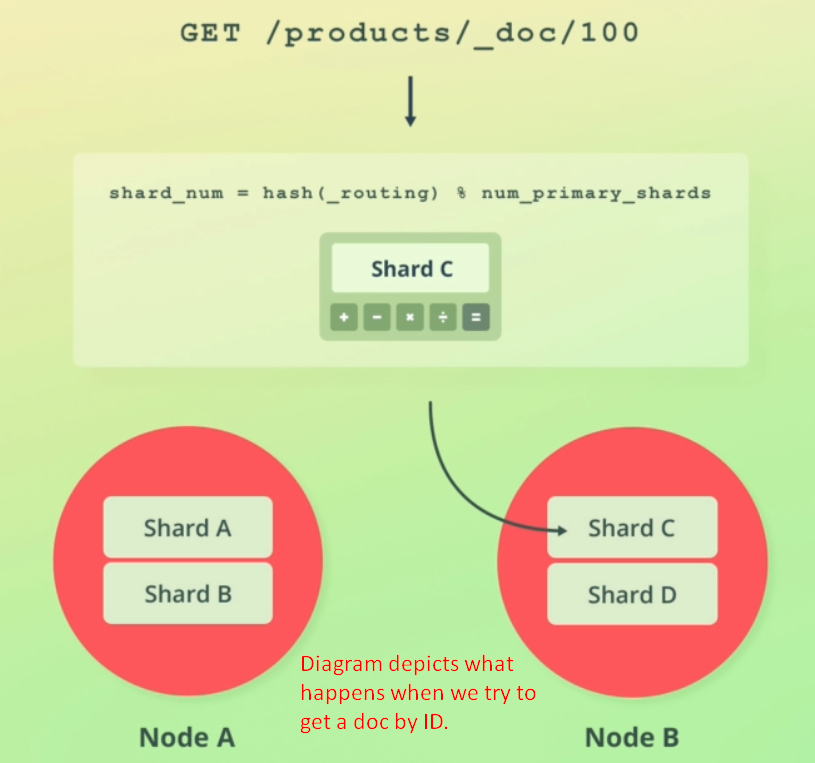 GET /products/_doc/100
shard_num = hash(_routing) % num_primary_shards
Shard C
+ - × ÷ =
Shard A
Shard B
Shard C
Shard D
Diagram depicts what
happens when we try to
get a doc by ID.
Node A
Node B